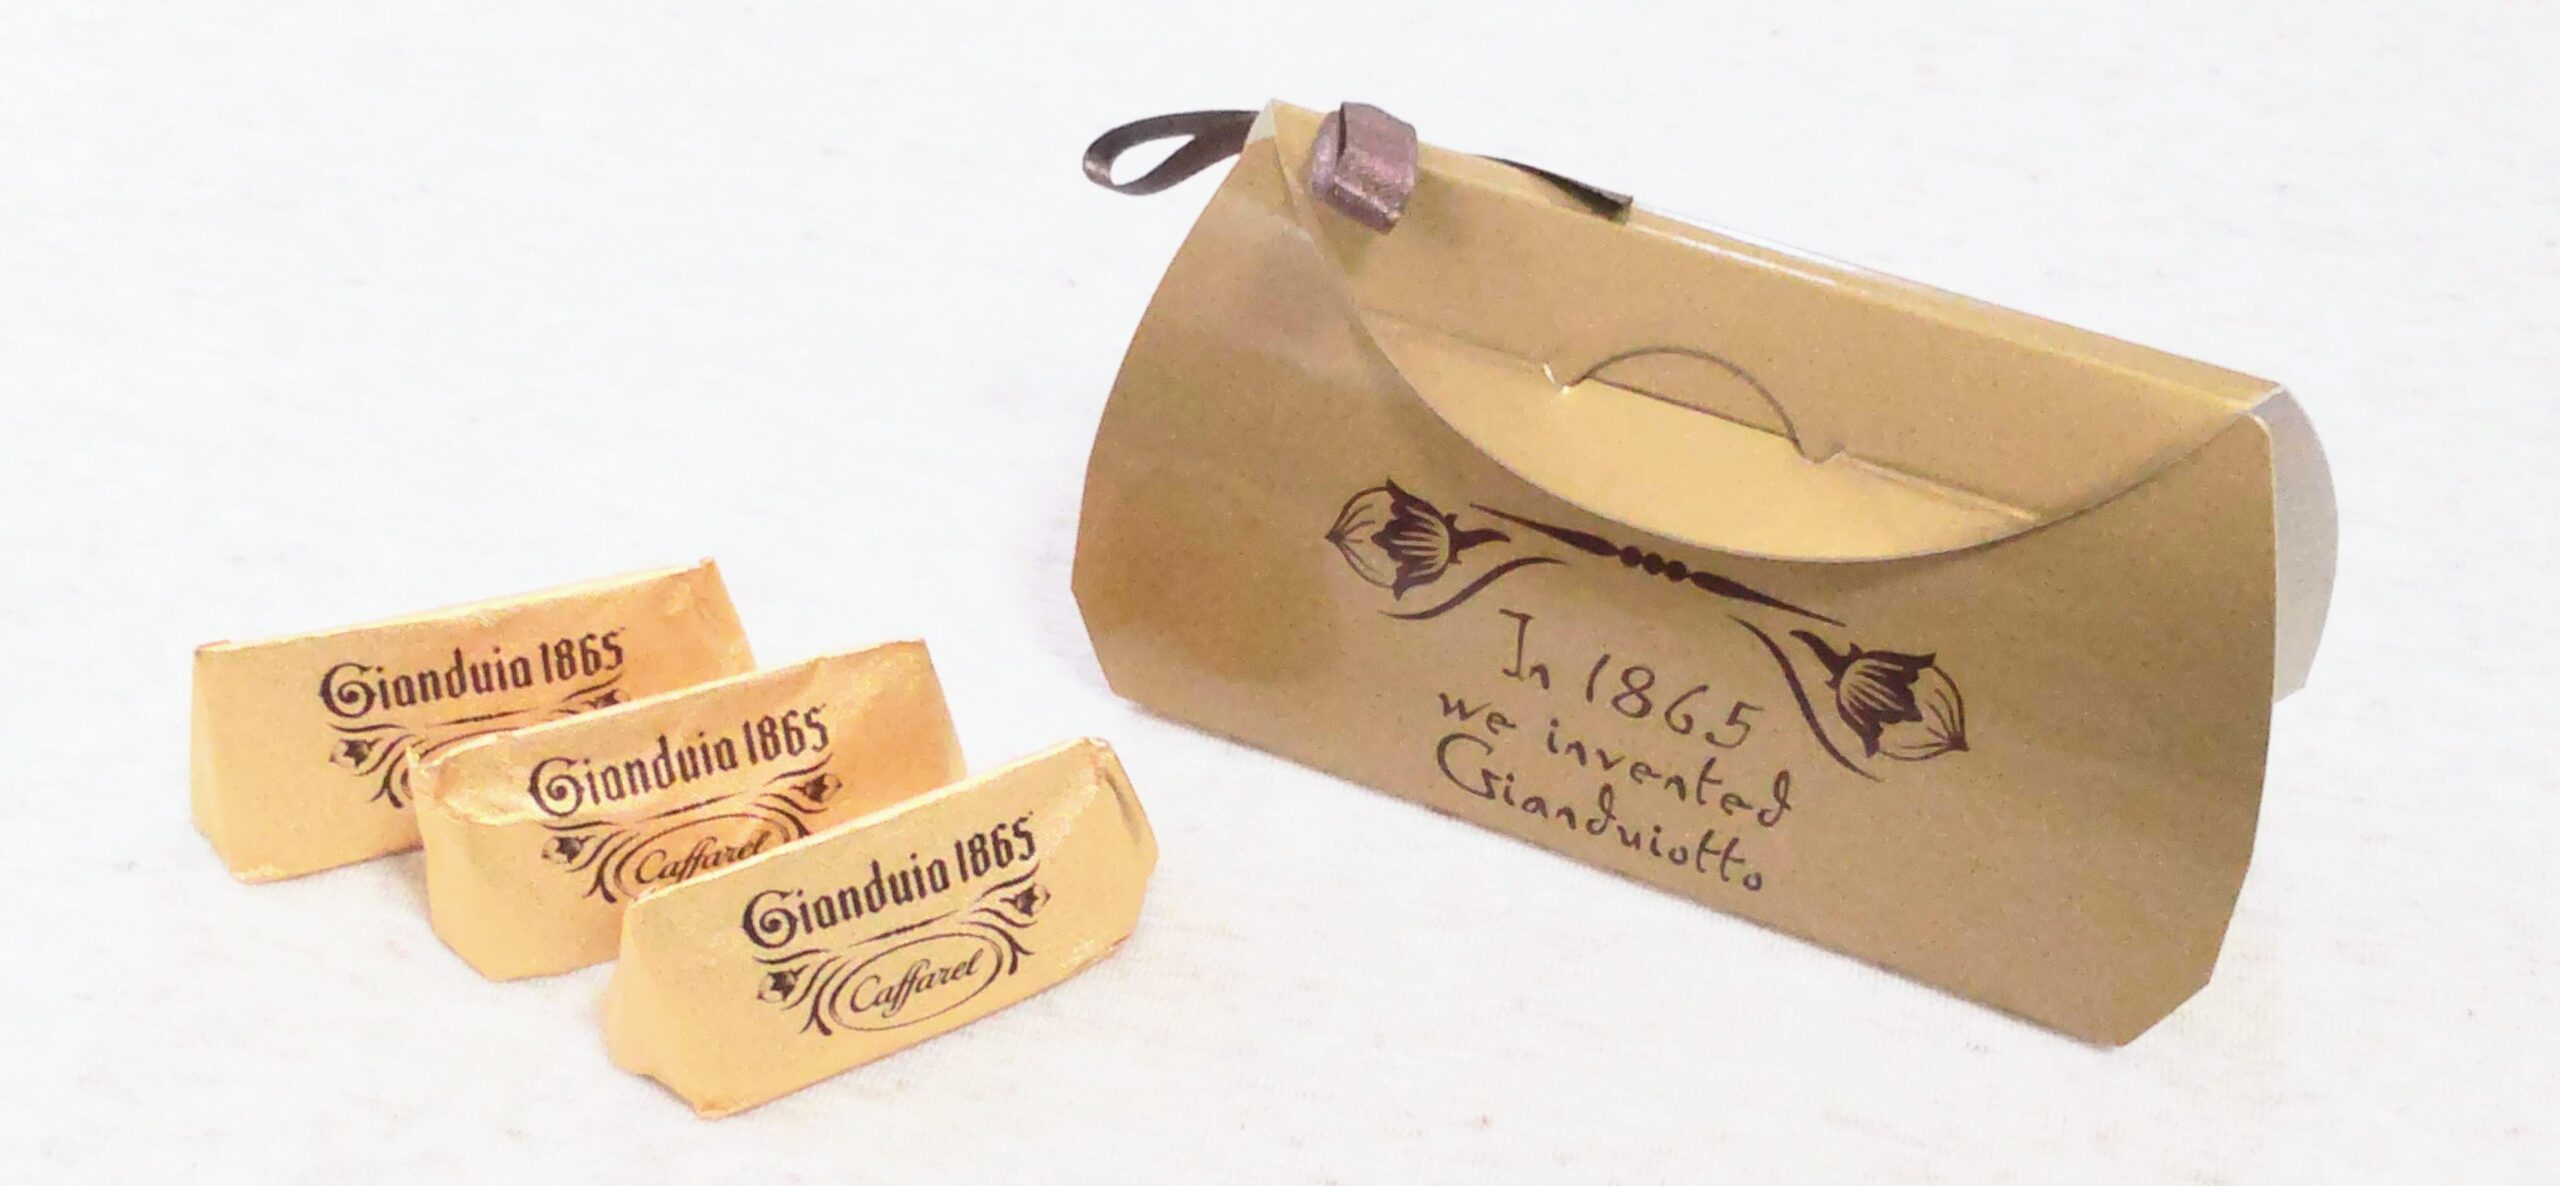 Gianduia 1865
Gianduia 1865
Caffarel
Gianduia 1865
Caffarel
In 1865
we invented
Gianduiotto